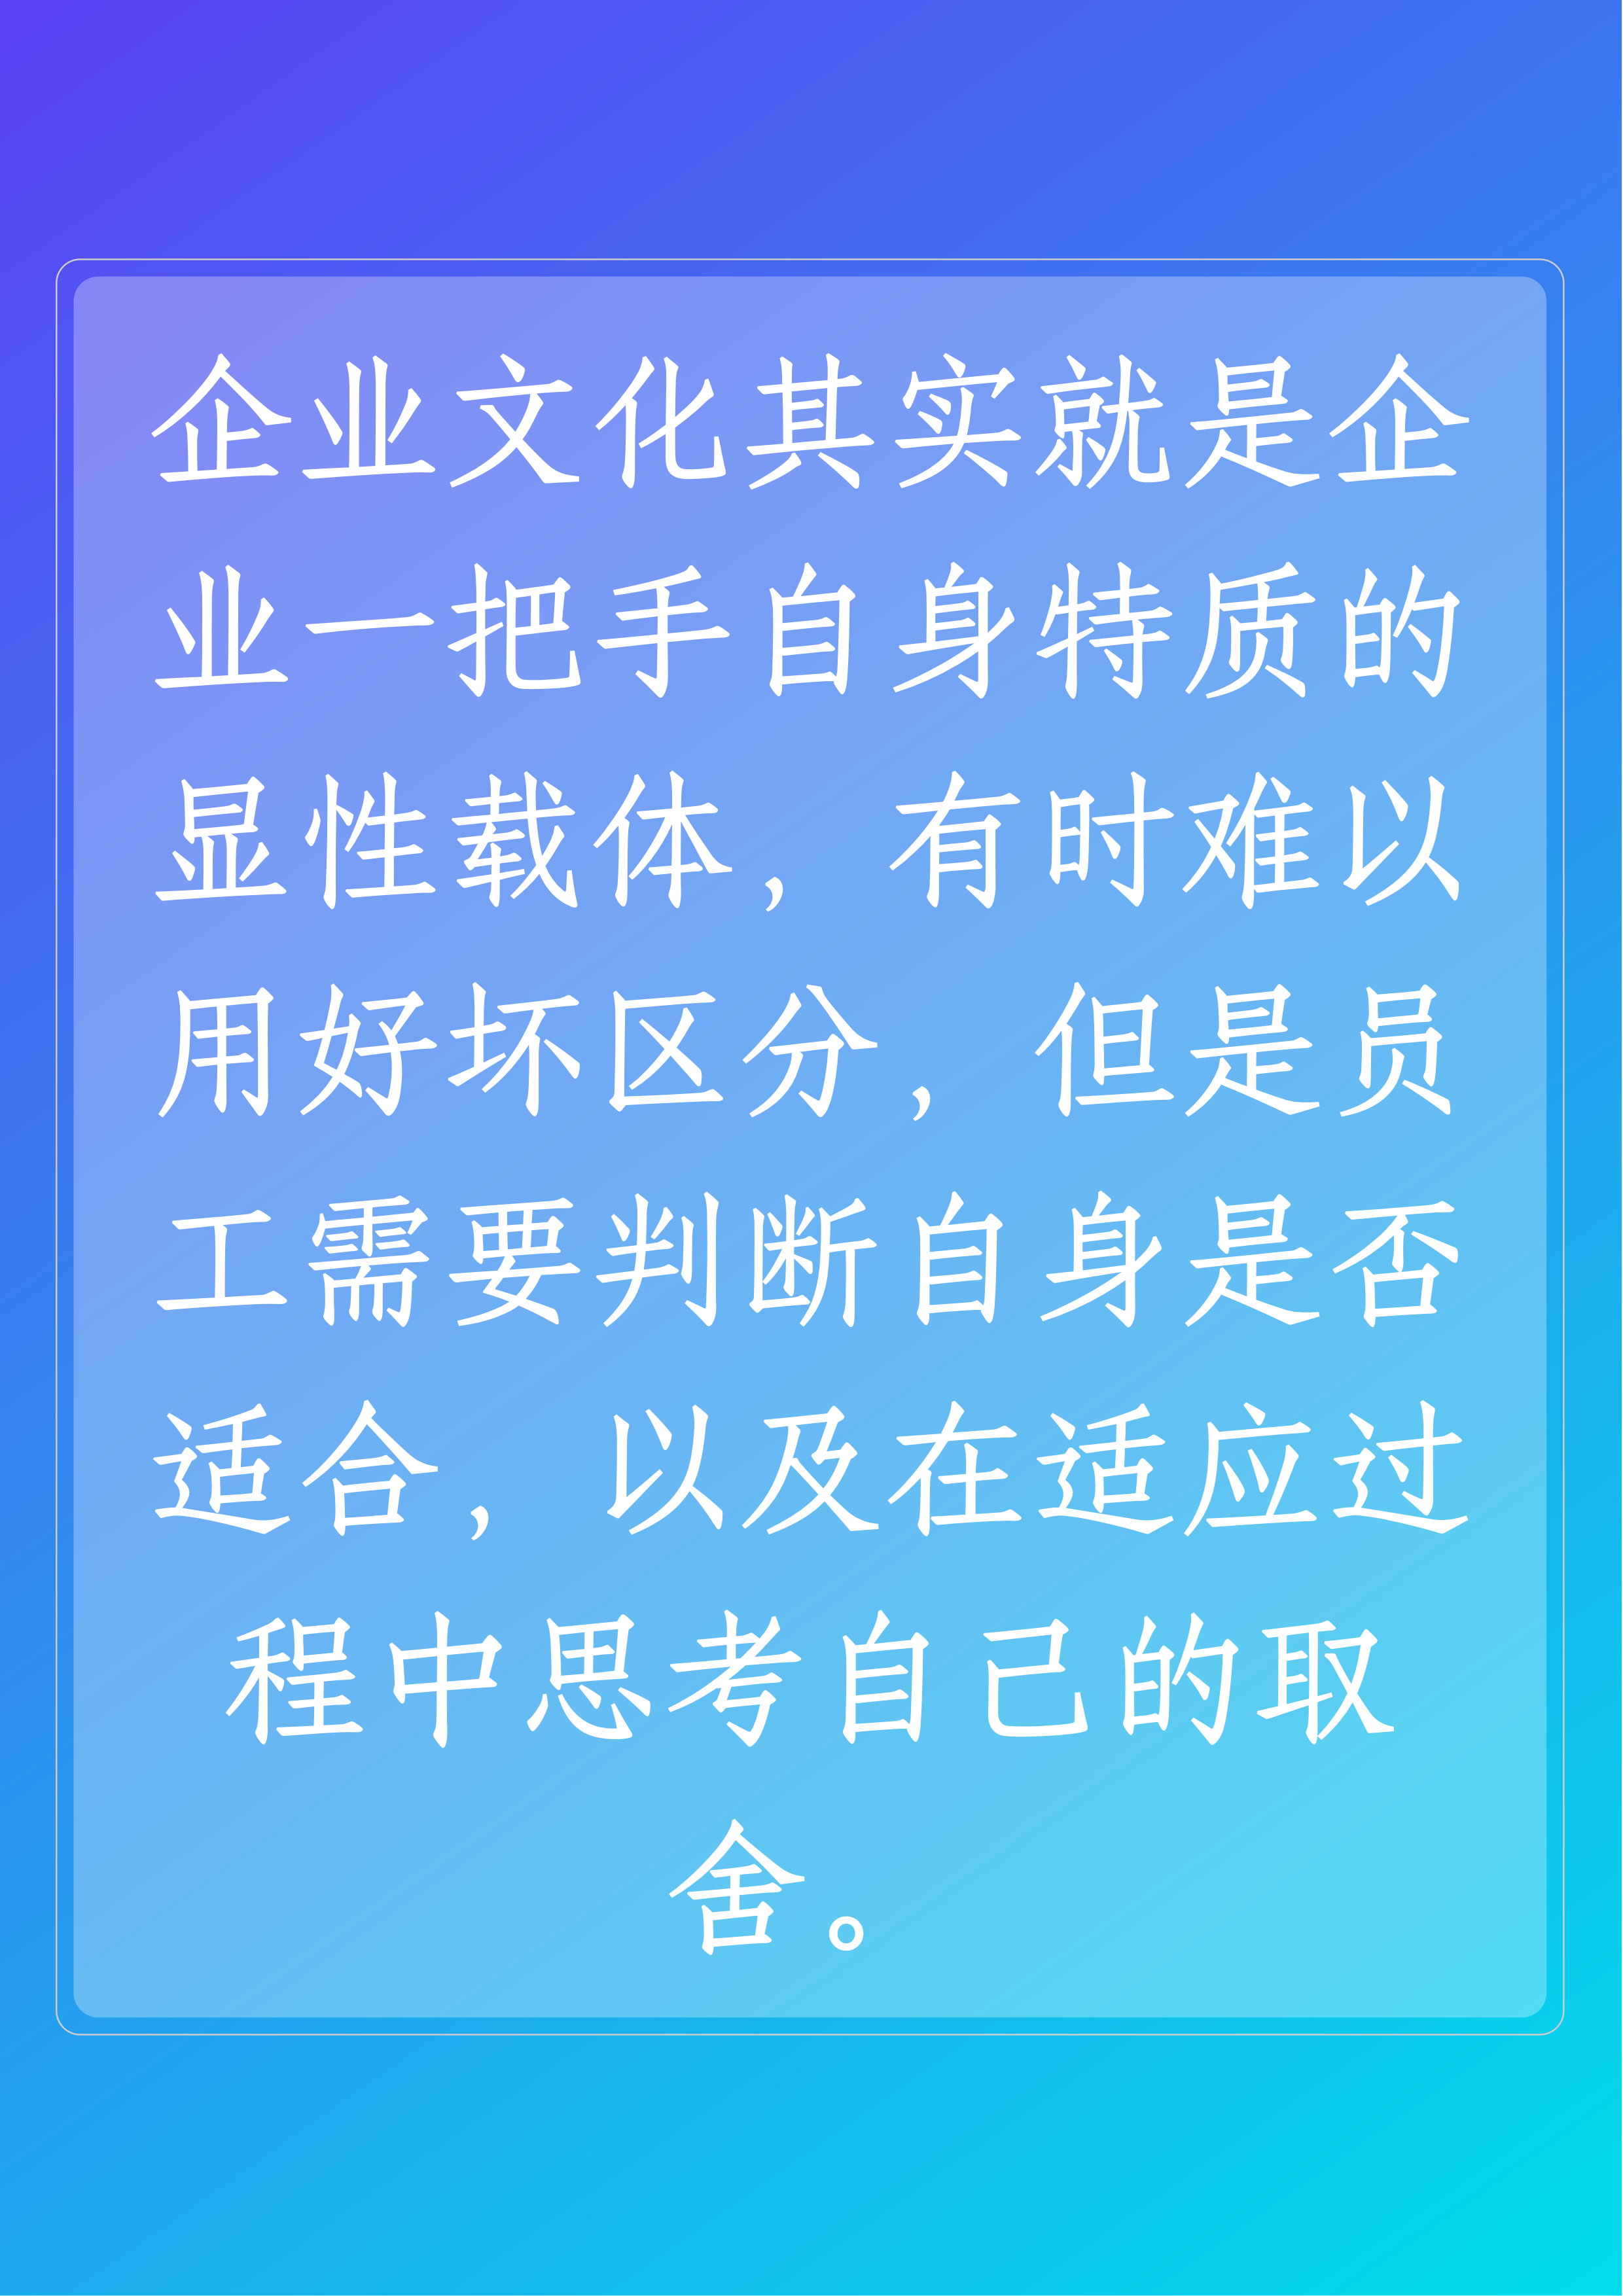 企业文化其实就是企
业一把手自身特质的
显性载体，有时难以
用好坏区分，但是员
工需要判断自身是否
适合，以及在适应过
程中思考自己的取
舍。